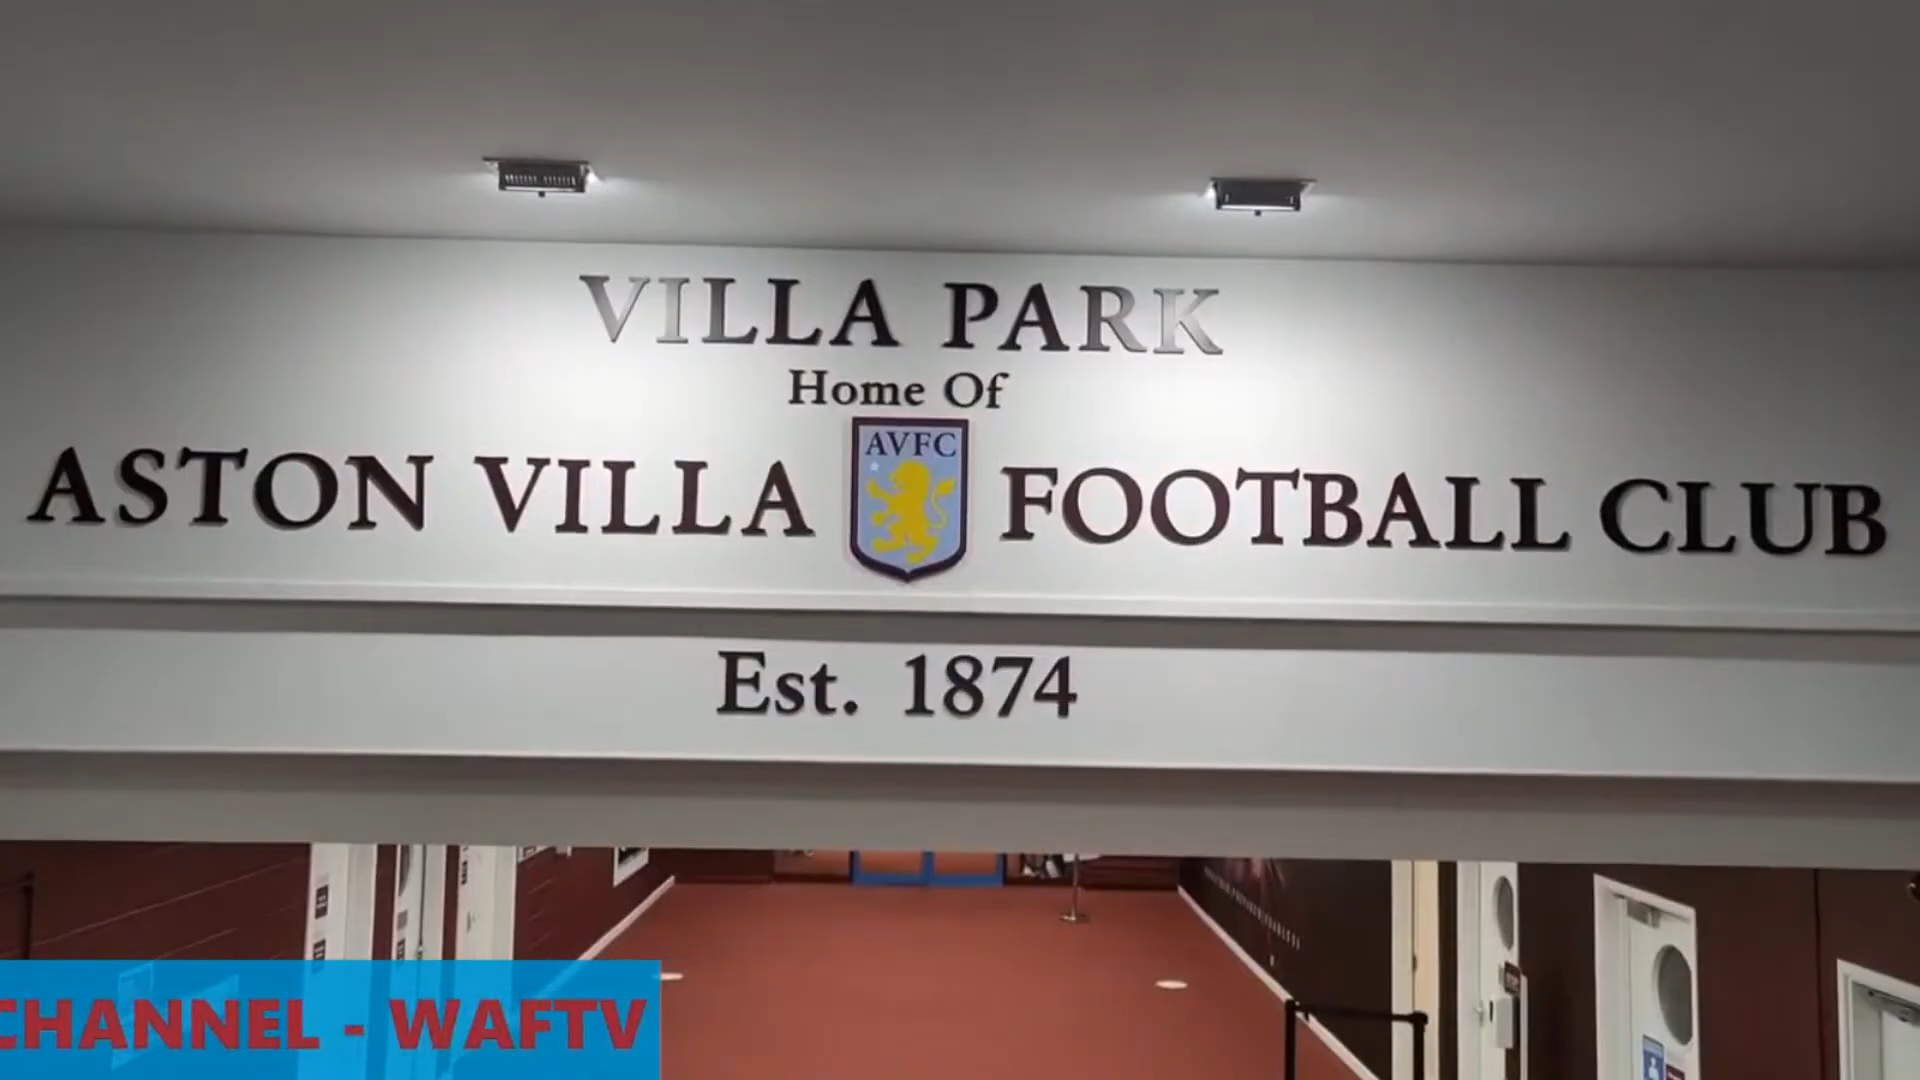 VILLA PARK
Home Of
AVFC
ASTON VILLA FOOTBALL CLUB
Est. 1874
CHANNEL - WAFTV